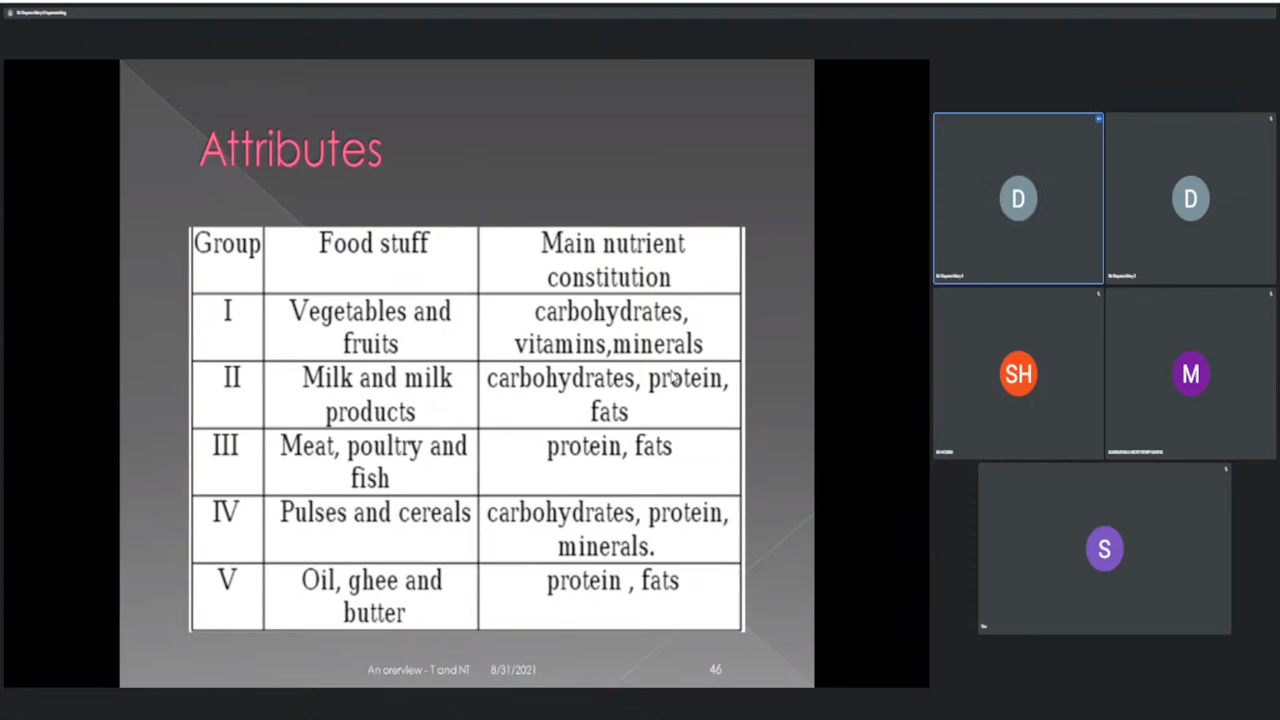 Attributes
Group Food stuff Main nutrient
constitution
I Vegetables and carbohydrates,
fruits vitamins,minerals
II Milk and milk carbohydrates, protein,
products fats
III Meat, poultry and protein, fats
fish
IV Pulses and cereals carbohydrates, protein,
minerals.
V Oil, ghee and protein , fats
butter
An orerview - T and NT 8/31/2021 46
D
D
SH
M
S